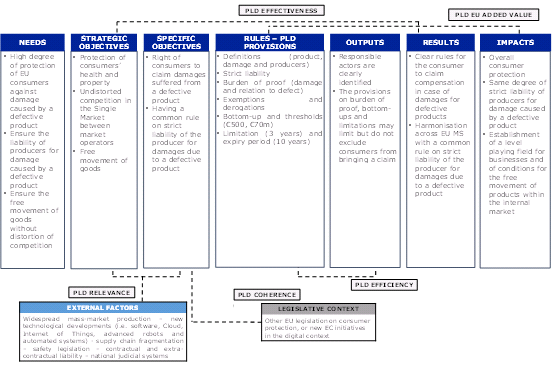 PLD EFFECTIVENESS
PLD EU ADDED VALUE
NEEDS
• High degree
of protection
of EU
consumers
against
damage
caused by a
defective
product
• Ensure the
liability of
producers for
damage
caused by a
defective
product
• Ensure the
free
movement of
goods
without
distortion of
competition
STRATEGIC
OBJECTIVES
• Protection of
consumers'
health and
property
• Undistorted
competition in
the Single
Market
between
market
operators
• Free
movement of
goods
SPECIFIC
OBJECTIVES
• Right of
consumers to
claim damages
suffered from
a defective
product
• Having a
common rule
on strict
liability of the
producer for
damages due
to a defective
product
RULES – PLD
PROVISIONS
• Definitions (product,
damage and producers)
• Strict liability
• Burden of proof (damage
and relation to defect)
• Exemptions and
derogations
• Bottom-up and thresholds
(€500, €70m)
• Limitation (3 years) and
expiry period (10 years)
OUTPUTS
• Responsible
actors are
clearly
identified
• The provisions
on burden of
proof, bottom-
ups and
limitations may
limit but do not
exclude
consumers from
bringing a claim
RESULTS
• Clear rules for
the consumer
to claim
compensation in
case of damages
for defective
products
• Harmonisation
across EU MS
with a common
rule on strict
liability of the
producer for
damages due to
a defective
product
IMPACTS
• Overall
consumer
protection
• Same degree of
strict liability of
producers for
damage caused
by a defective
product
• Establishment
of a level
playing field for
businesses and
of conditions for
the free
movement of
products within
the internal
market
PLD RELEVANCE
PLD COHERENCE
PLD EFFICIENCY
EXTERNAL FACTORS
Widespread mass-market production - new
technological developments (i.e. software, Cloud,
Internet of Things, advanced robots and
automated systems) - supply chain fragmentation
- safety legislation - contractual and extra-
contractual liability - national judicial systems
LEGISLATIVE CONTEXT
Other EU legislation on consumer
protection, or new EC initiatives
in the digital context